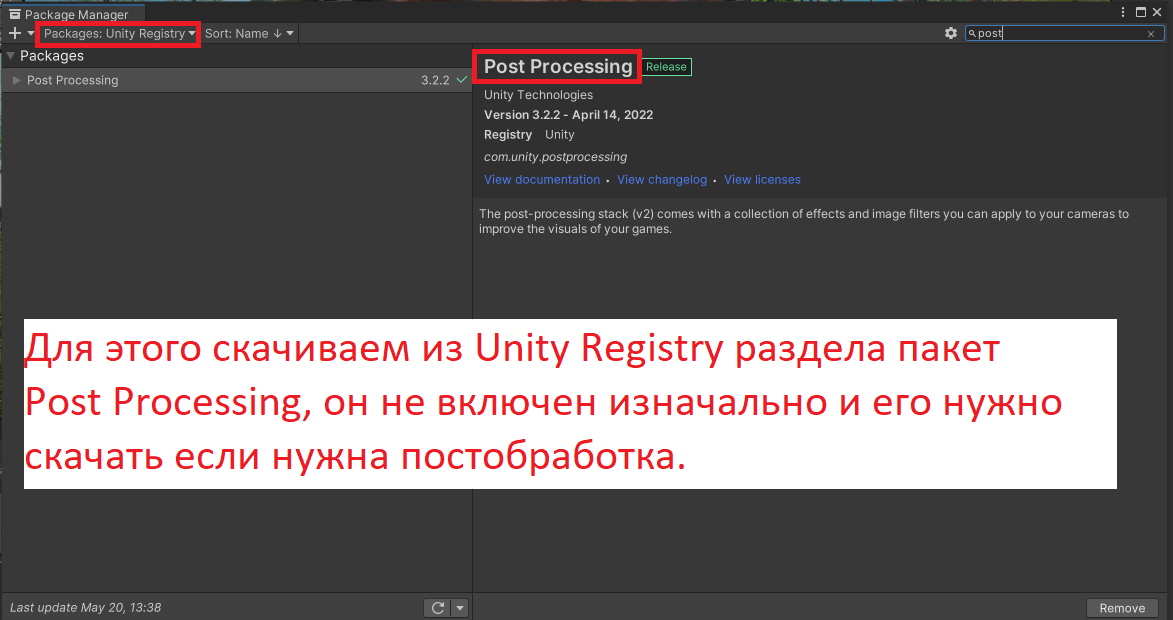 Package Manager
Packages: Unity Registry Sort: Name ↓ post
Packages
Post Processing 3.2.2
Post Processing Release
Unity Technologies
Version 3.2.2 - April 14, 2022
Registry Unity
com.unity.postprocessing
View documentation • View changelog • View licenses
The post-processing stack (v2) comes with a collection of effects and image filters you can apply to your cameras to
improve the visuals of your games.
Для этого скачиваем из Unity Registry раздела пакет
Post Processing, он не включен изначально и его нужно
скачать если нужна постобработка.
Last update May 20, 13:38
Remove